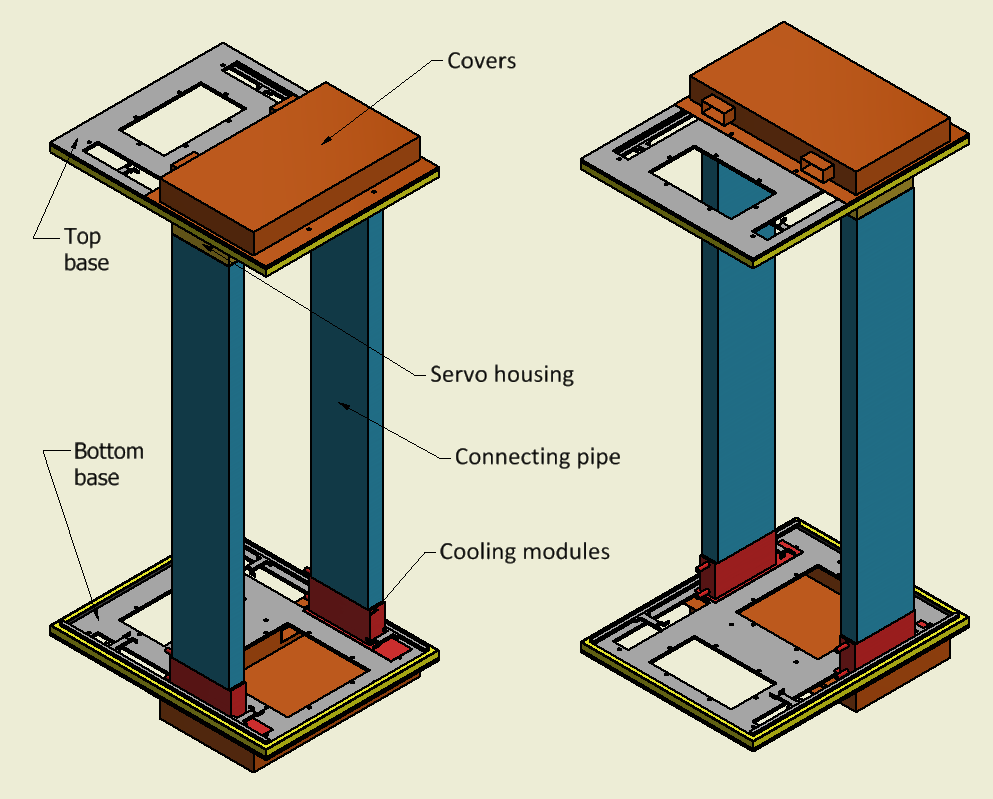 Covers
Top
base
Servo housing
Bottom
base
Connecting pipe
Cooling modules